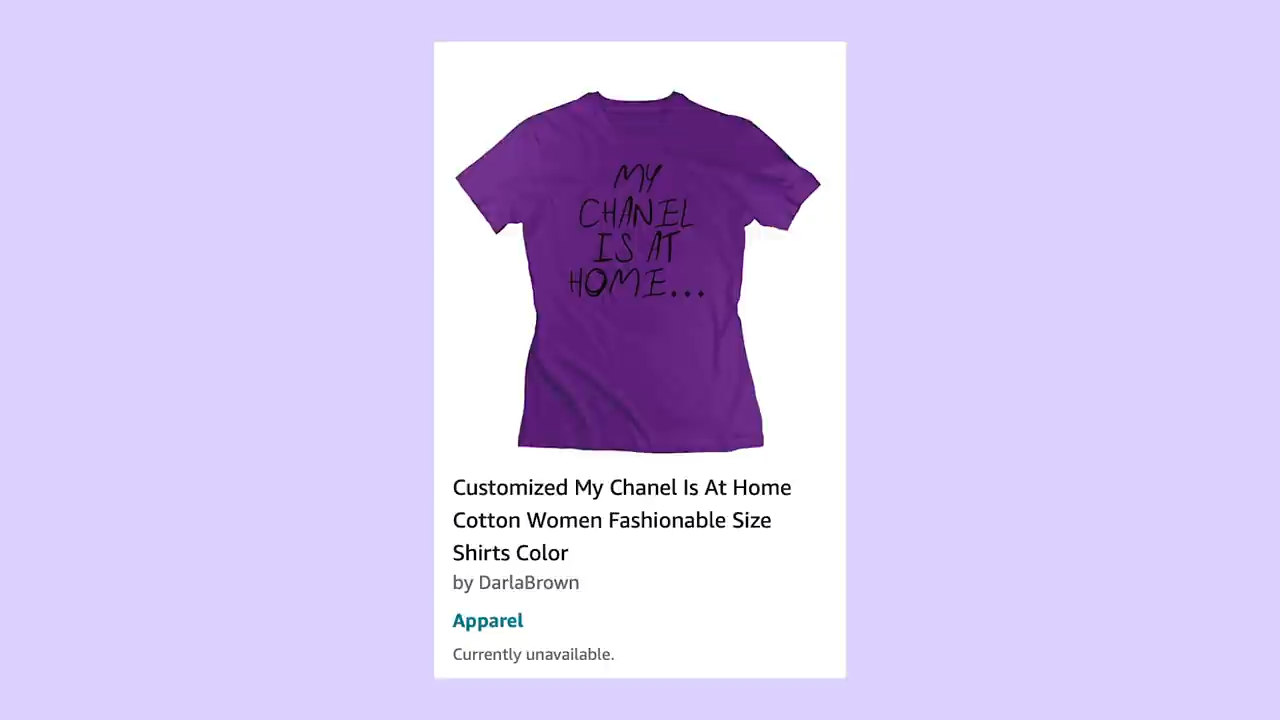 MY
CHANEL
IS AT
HOME...
Customized My Chanel Is At Home
Cotton Women Fashionable Size
Shirts Color
by DarlaBrown
Apparel
Currently unavailable.